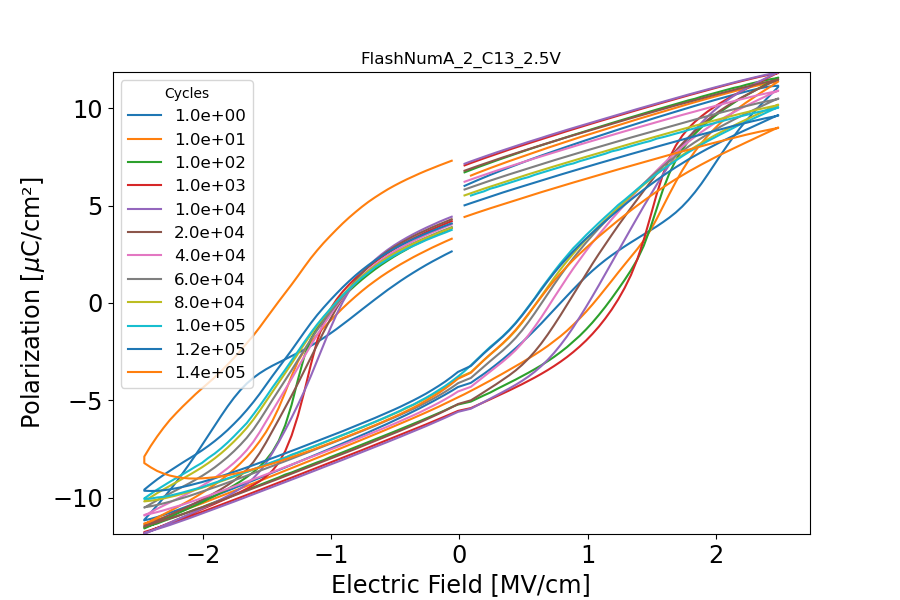 FlashNumA_2_C13_2.5V
Polarization [μC/cm²]
10
5
0
−5
−10
Cycles
1.0e+00
1.0e+01
1.0e+02
1.0e+03
1.0e+04
2.0e+04
4.0e+04
6.0e+04
8.0e+04
1.0e+05
1.2e+05
1.4e+05
−2 −1 0 1 2
Electric Field [MV/cm]